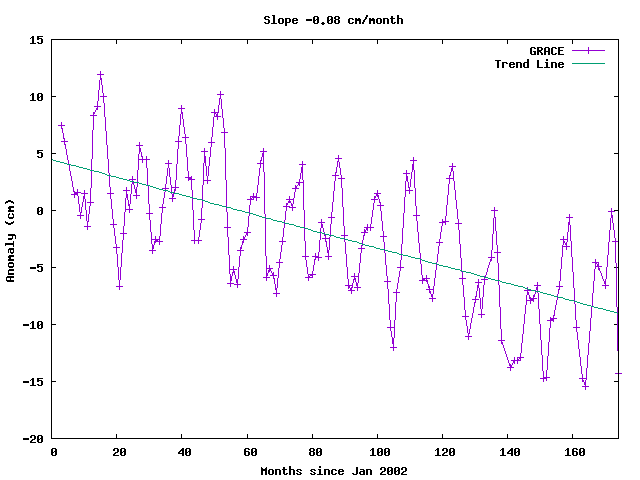 Slope -0.08 cm/month
GRACE
Trend Line
15
10
5
0
-5
-10
-15
-20
Anomaly (cm)
0 20 40 60 80 100 120 140 160
Months since Jan 2002